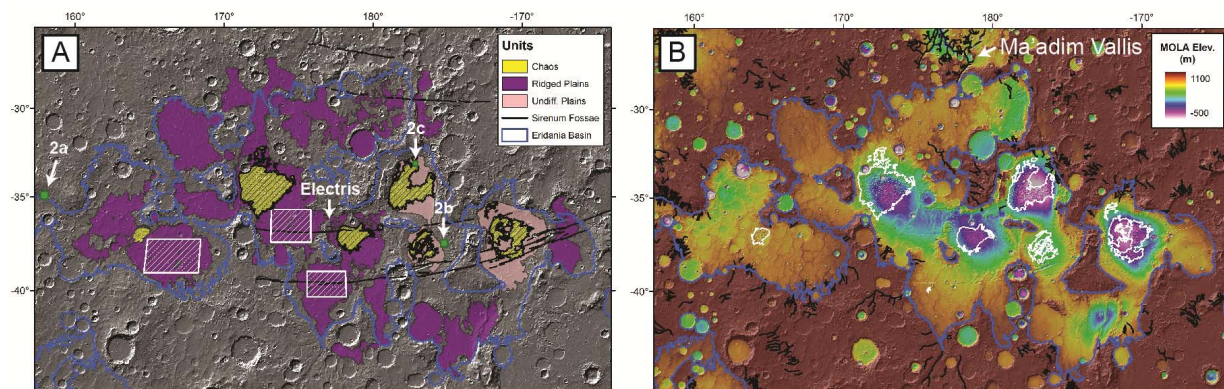 160° 170° 180° -170°
A
Units
Chaos
Ridged Plains
Undiff. Plains
Sirenum Fossae
Eridania Basin
-30°
-35°
-40°
2a
2c
Electris
2b
160° 170° 180° -170°
B
Ma'adim Vallis
MOLA Elev.
(m)
1100
-500
-30°
-35°
-40°